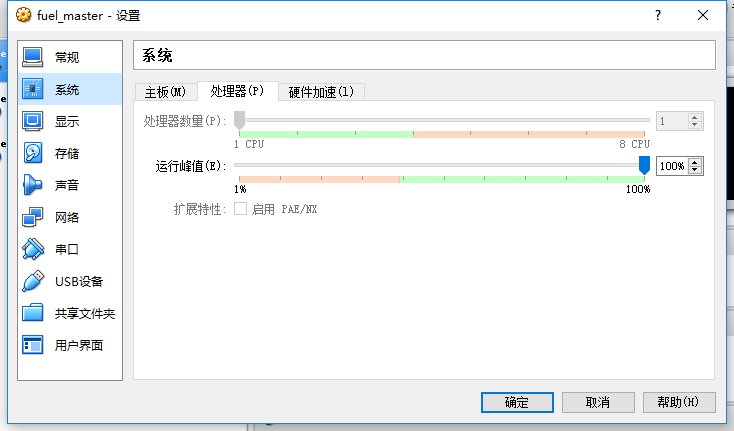 fuel_master - 设置
常规
系统
显示
存储
声音
网络
串口
USB设备
共享文件夹
用户界面
系统
主板(M) 处理器(P) 硬件加速(l)
处理器数量(P): 1
1 CPU 8 CPU
运行峰值(E): 100%
1% 100%
扩展特性: 启用 PAE/NX
确定 取消 帮助(H)